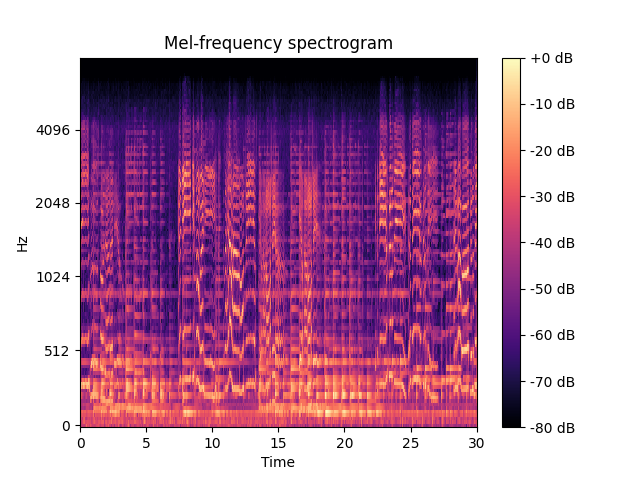 Mel-frequency spectrogram
+0 dB
4096
-10 dB
-20 dB
2048
-30 dB
Hz
-40 dB
1024
-50 dB
-60 dB
512
-70 dB
0
-80 dB
0 5 10 15 20 25 30
Time